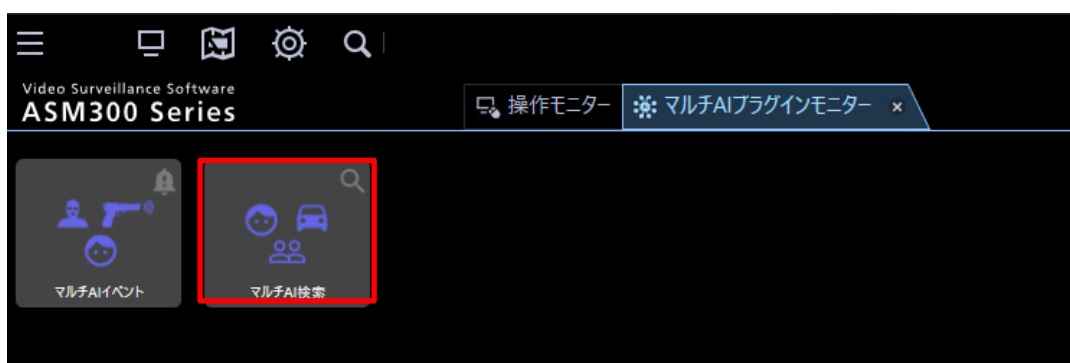 Video Surveillance Software
ASM300 Series
操作モニター
マルチAIプラグインモニター
マルチAIイベント
マルチAI検索